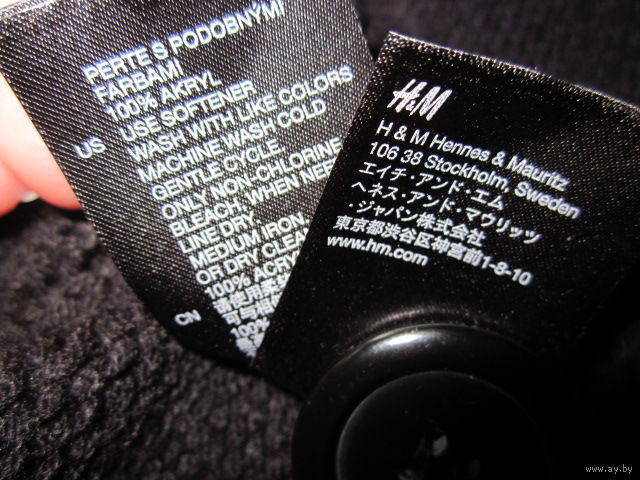 PERTE S PODOBNÝMI
FARBAMI
100% AKRYL
US USE SOFTENER
WASH WITH LIKE COLORS
MACHINE WASH COLD
GENTLE CYCLE
ONLY NON-CHLORINE
BLEACH, WHEN
LINE DRY
MEDIUM IRON,
OR DRY
100%
CN
100%
H&M
H & M Hennes & Mauritz
106 38 Stockholm, Sweden
エイチ・アンド・エム
ヘネス・アンド・マウリッツ
・ジャパン株式会社
東京都渋谷区神宮前1-8-10
www.hm.com
www.ay.by